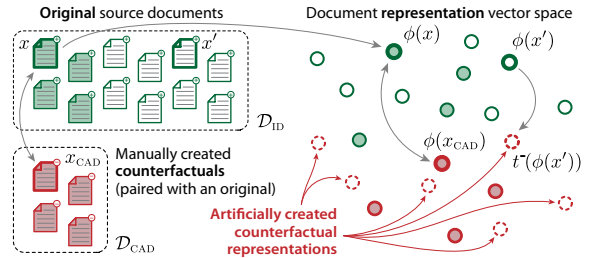 Original source documents
x
x′
𝒟ID
xCAD
Manually created
counterfactuals
(paired with an original)
𝒟CAD
Document representation vector space
ϕ(x)
ϕ(x′)
ϕ(xCAD)
t⁻(ϕ(x′))
Artificially created
counterfactual
representations